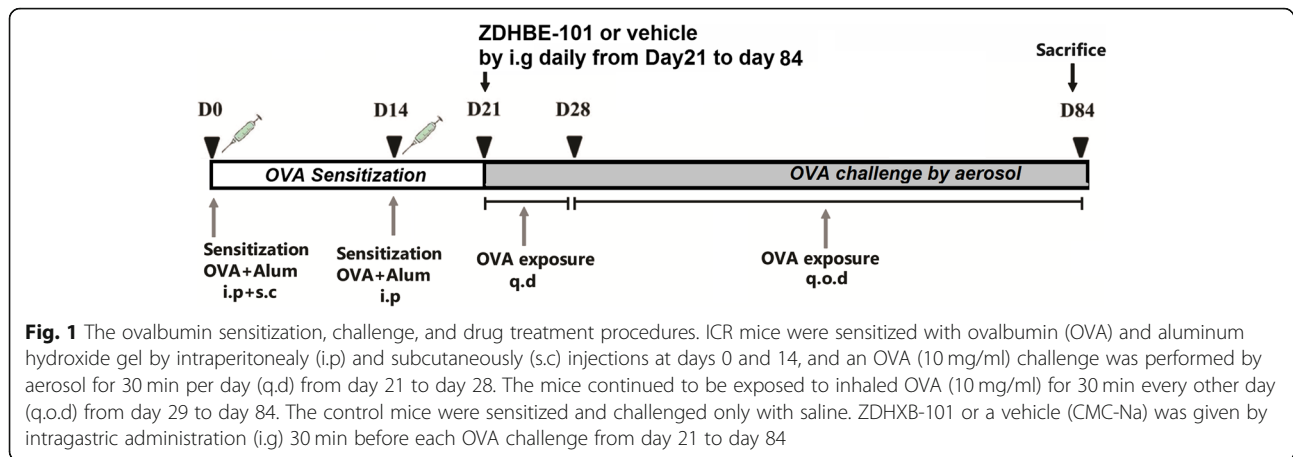 ZDHBE-101 or vehicle
by i.g daily from Day21 to day 84
Sacrifice
D0
D14
D21
D28
D84
OVA Sensitization
OVA challenge by aerosol
Sensitization
OVA+Alum
i.p+s.c
Sensitization
OVA+Alum
i.p
OVA exposure
q.d
OVA exposure
q.o.d
Fig. 1 The ovalbumin sensitization, challenge, and drug treatment procedures. ICR mice were sensitized with ovalbumin (OVA) and aluminum
hydroxide gel by intraperitonealy (i.p) and subcutaneously (s.c) injections at days 0 and 14, and an OVA (10 mg/ml) challenge was performed by
aerosol for 30 min per day (q.d) from day 21 to day 28. The mice continued to be exposed to inhaled OVA (10 mg/ml) for 30 min every other day
(q.o.d) from day 29 to day 84. The control mice were sensitized and challenged only with saline. ZDHXB-101 or a vehicle (CMC-Na) was given by
intragastric administration (i.g) 30 min before each OVA challenge from day 21 to day 84